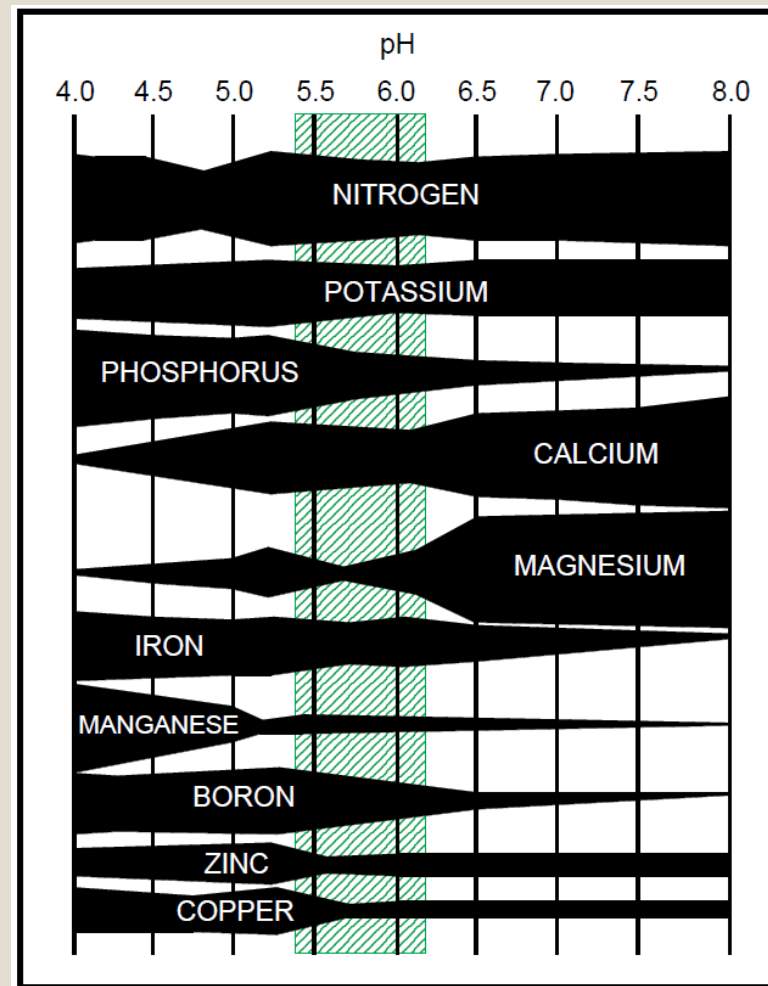 pH
4.0 4.5 5.0 5.5 6.0 6.5 7.0 7.5 8.0
NITROGEN
POTASSIUM
PHOSPHORUS
CALCIUM
MAGNESIUM
IRON
MANGANESE
BORON
ZINC
COPPER